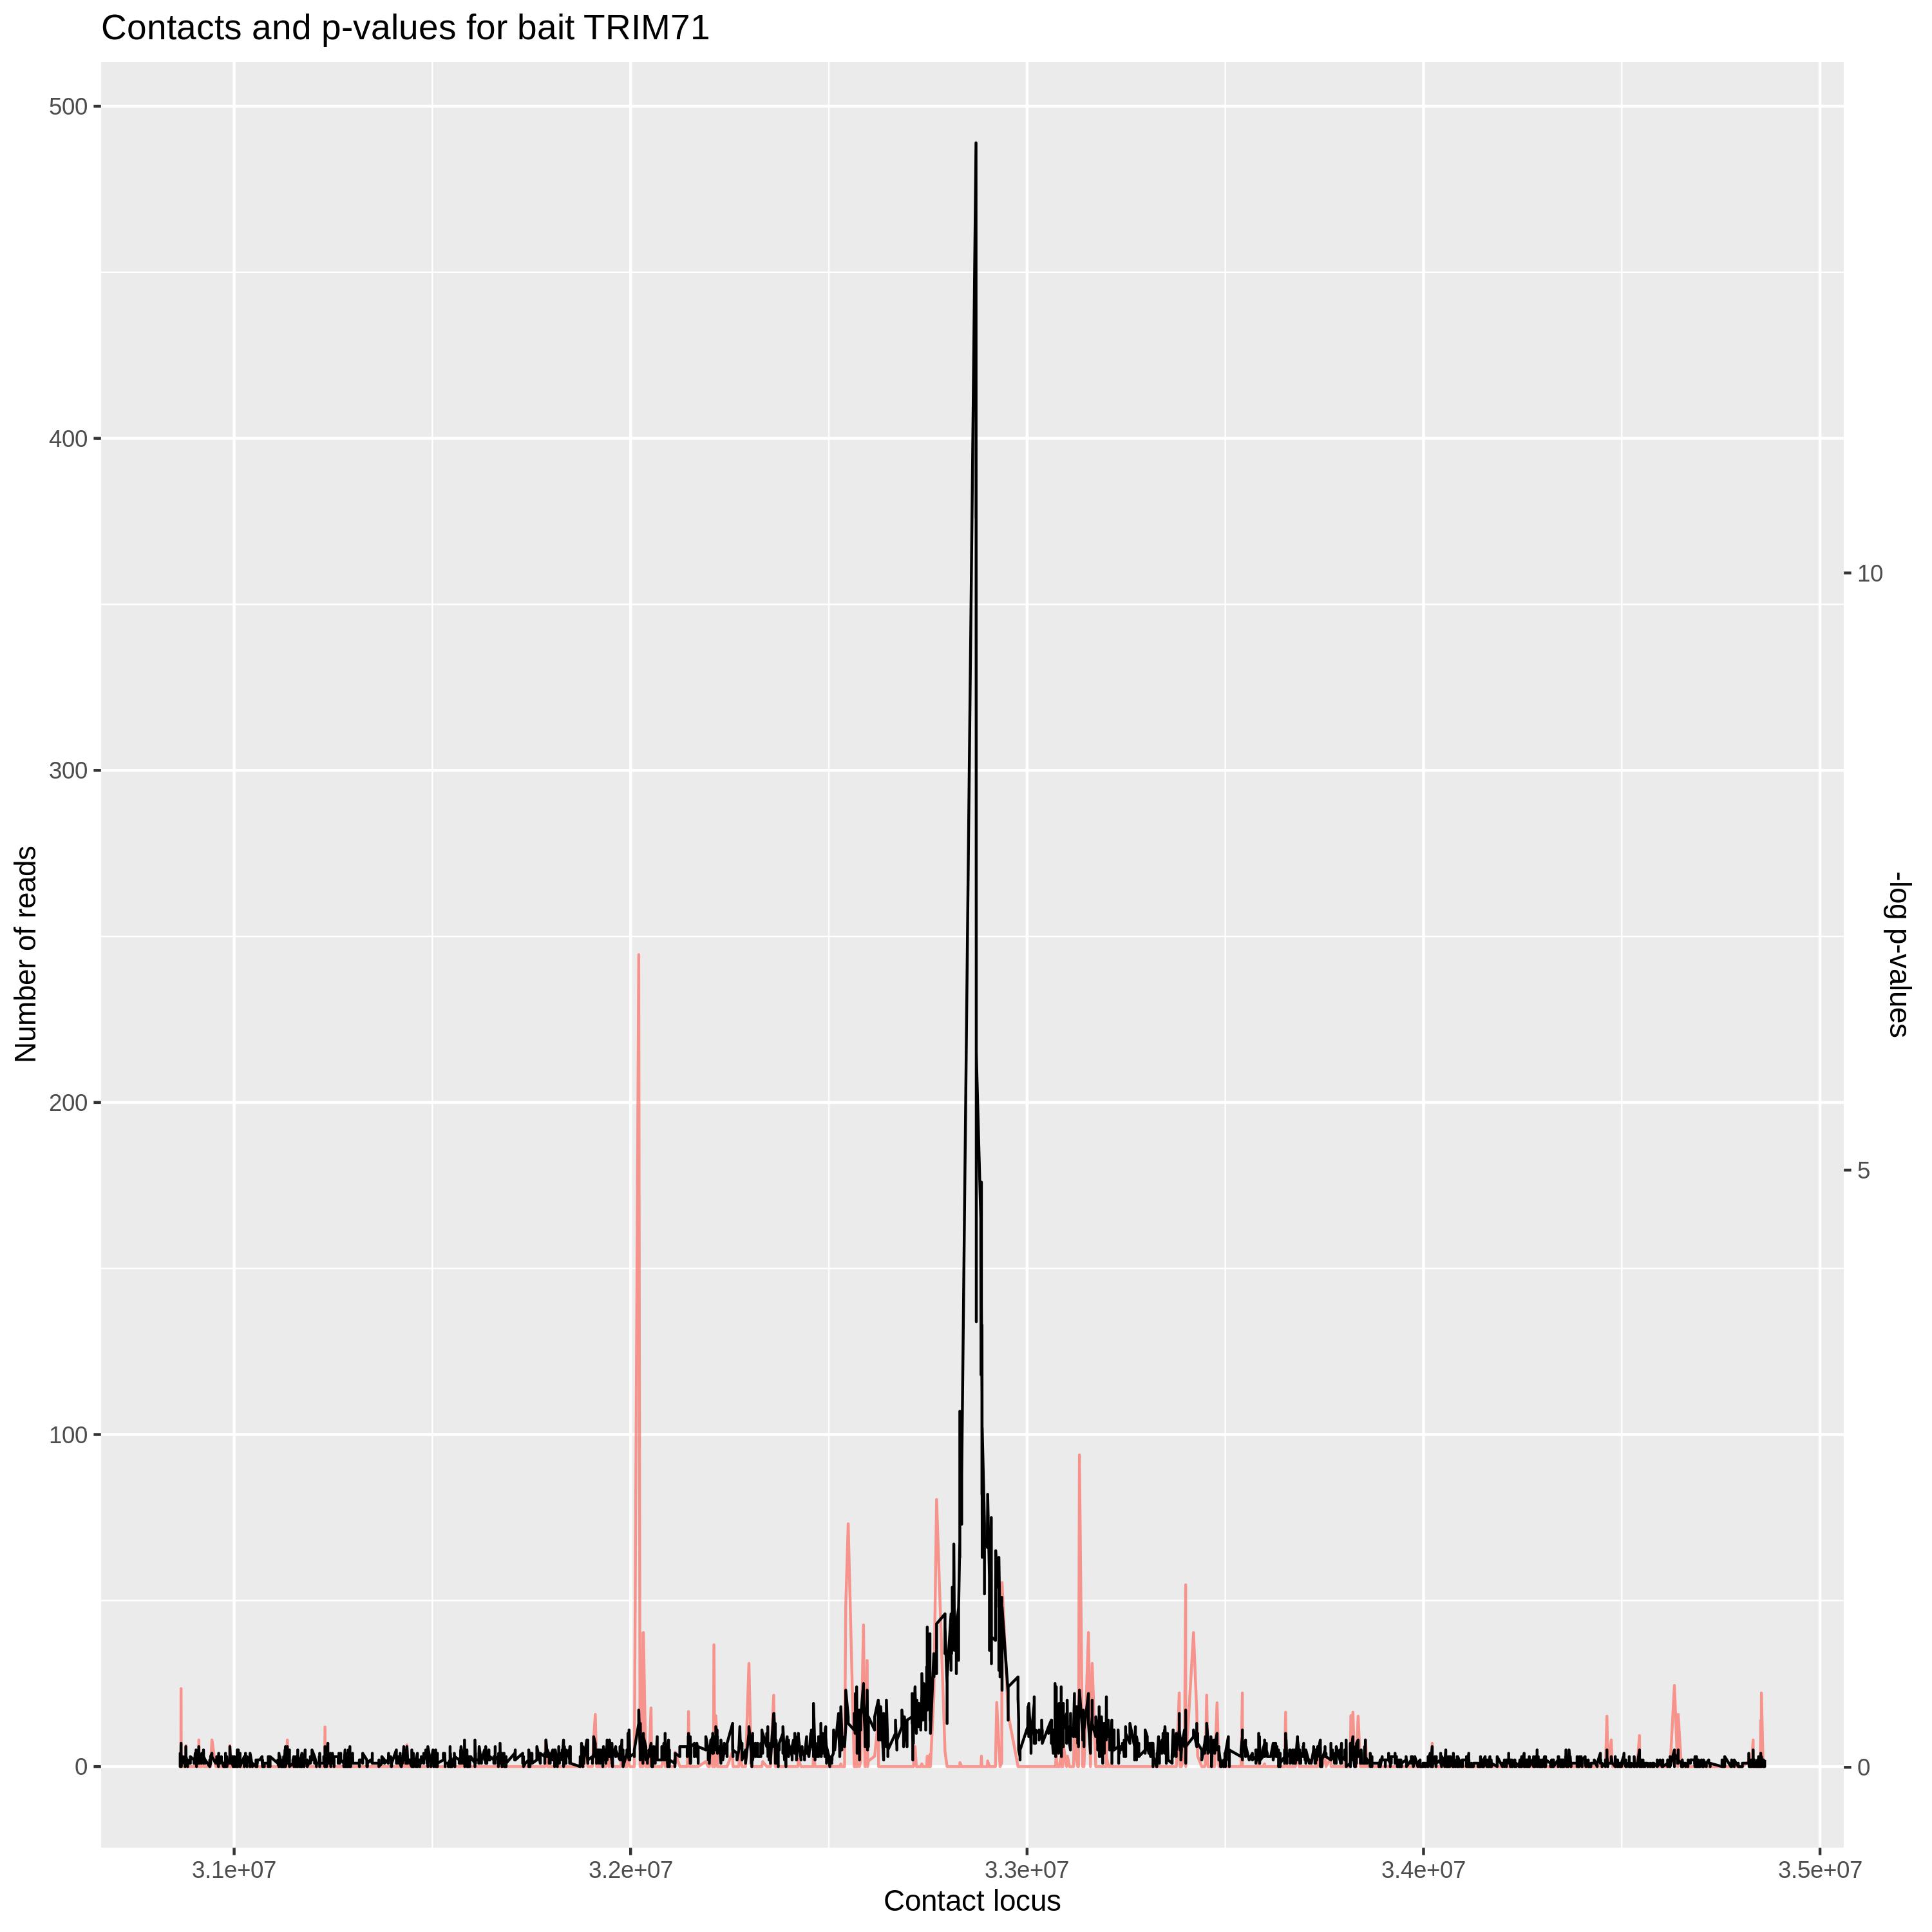 Contacts and p-values for bait TRIM71
500
400
300
200
100
0
Number of reads
10
5
0
-log p-values
3.1e+07
3.2e+07
3.3e+07
3.4e+07
3.5e+07
Contact locus